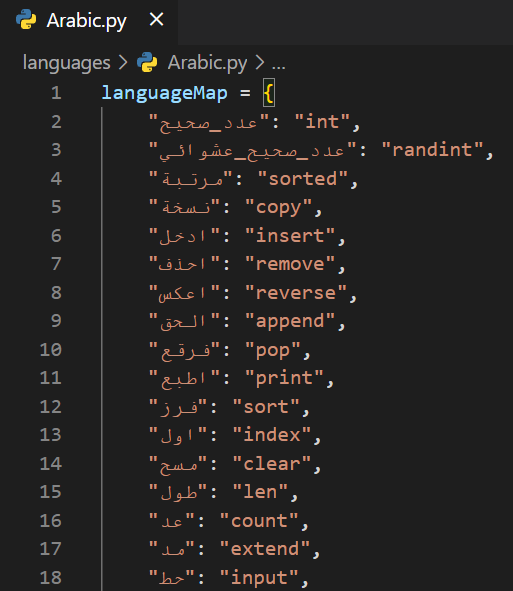 Arabic.py ×
languages > Arabic.py > ...
1 languageMap = {
2 "عدد_صحيح": "int",
3 "عدد_صحيح_عشوائي": "randint",
4 "مرتبة": "sorted",
5 "نسخة": "copy",
6 "ادخل": "insert",
7 "احذف": "remove",
8 "اعكس": "reverse",
9 "الحق": "append",
10 "فرقع": "pop",
11 "اطبع": "print",
12 "فرز": "sort",
13 "اول": "index",
14 "مسح": "clear",
15 "طول": "len",
16 "عد": "count",
17 "مد": "extend",
18 "حط": "input",